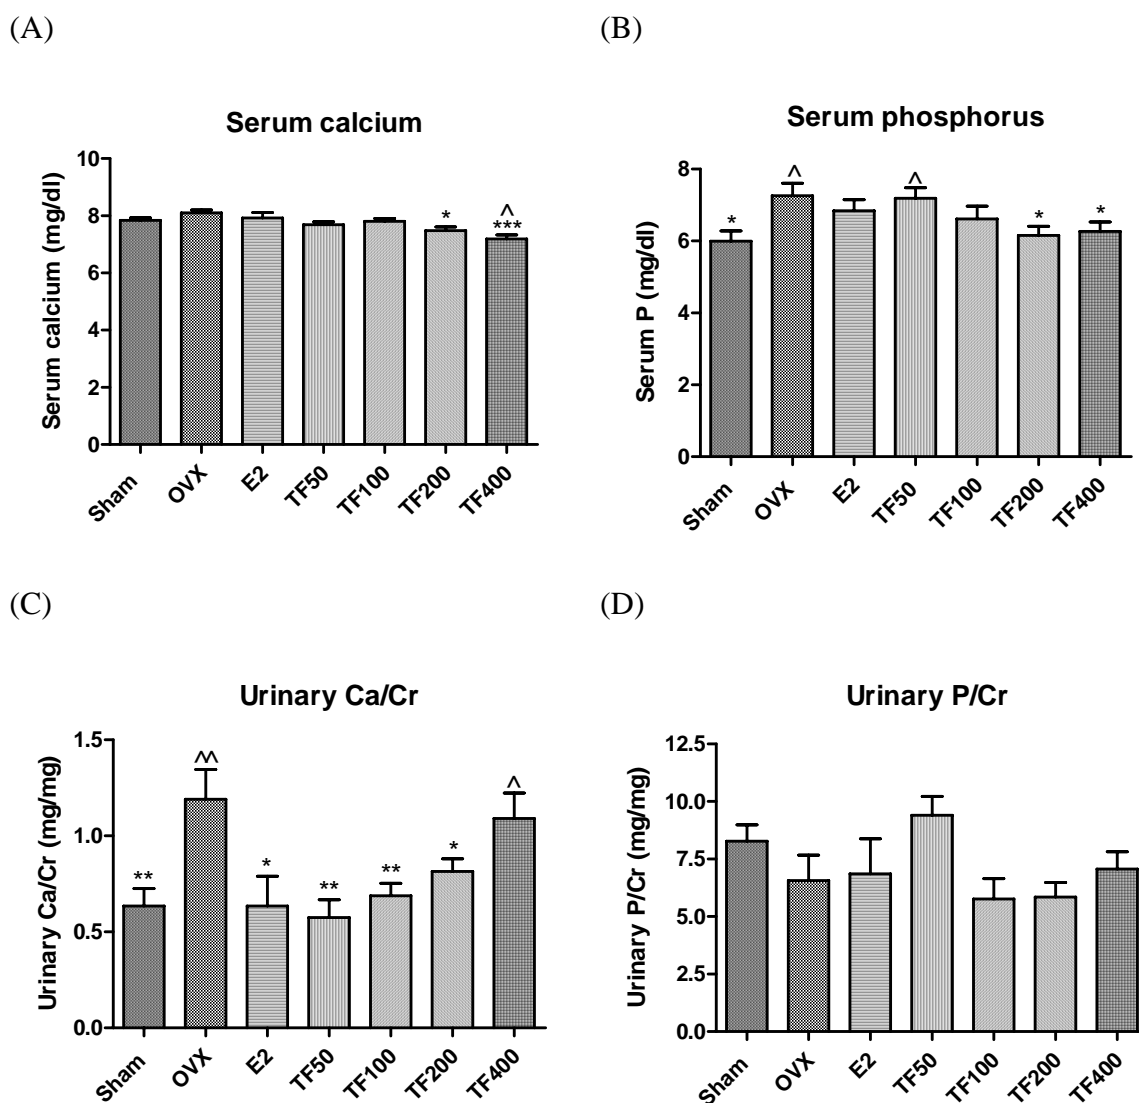 (A)
Serum calcium
Serum calcium (mg/dl)
10
8
6
4
2
0
*
^
***
Sham
OVX
E2
TF50
TF100
TF200
TF400
(B)
Serum phosphorus
Serum P (mg/dl)
8
6
4
2
0
*
^
^
*
*
Sham
OVX
E2
TF50
TF100
TF200
TF400
(C)
Urinary Ca/Cr
Urinary Ca/Cr (mg/mg)
1.5
1.0
0.5
0.0
**
^^
*
**
**
*
^
Sham
OVX
E2
TF50
TF100
TF200
TF400
(D)
Urinary P/Cr
Urinary P/Cr (mg/mg)
12.5
10.0
7.5
5.0
2.5
0.0
Sham
OVX
E2
TF50
TF100
TF200
TF400